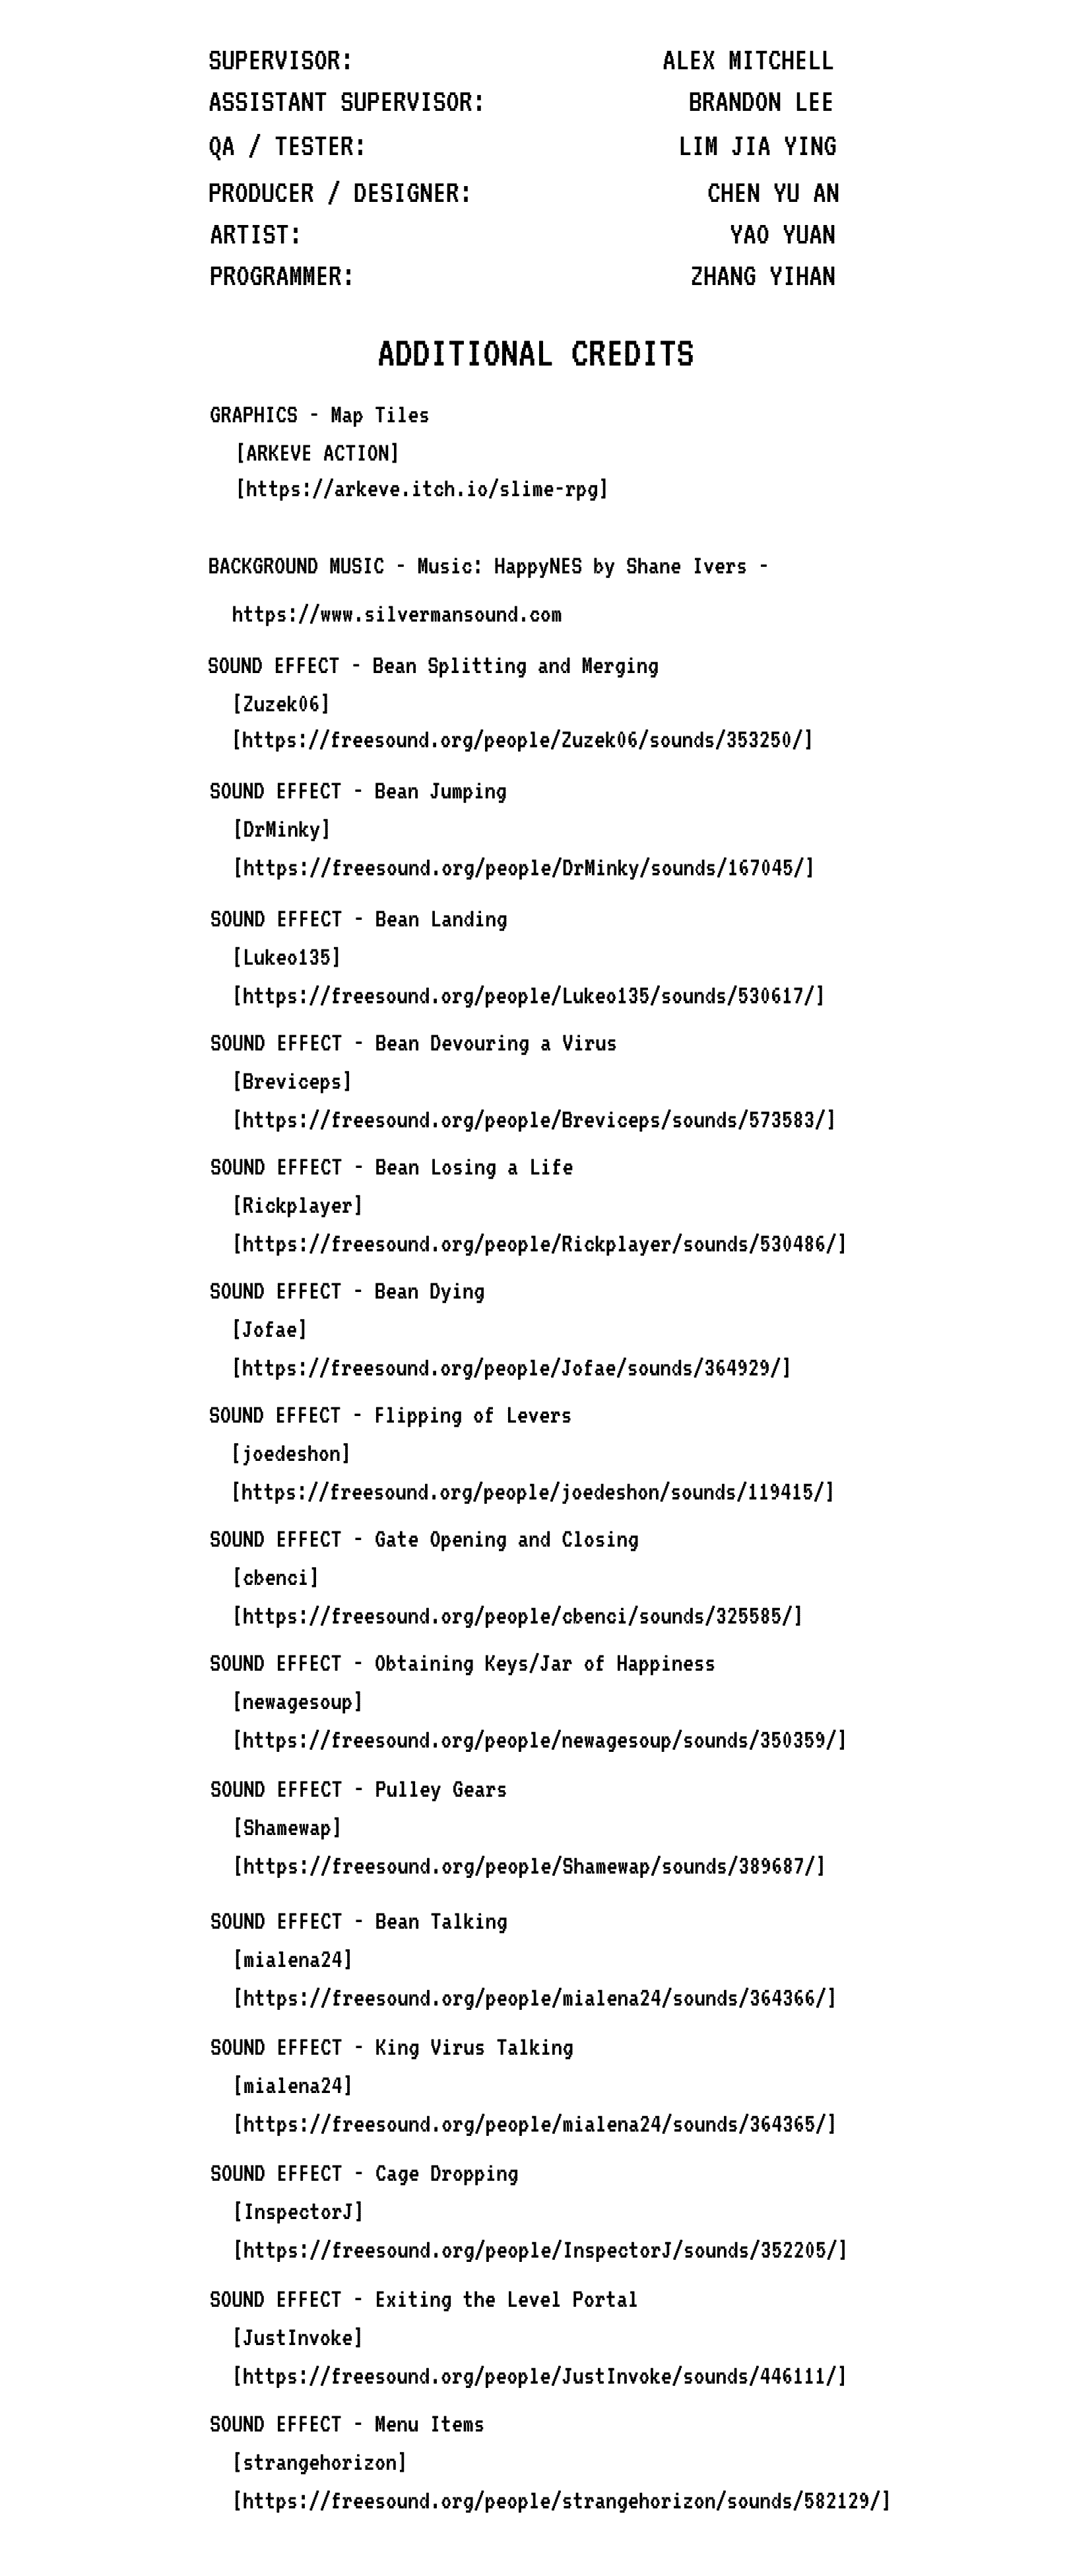 SUPERVISOR: ALEX MITCHELL
ASSISTANT SUPERVISOR: BRANDON LEE
QA / TESTER: LIM JIA YING
PRODUCER / DESIGNER: CHEN YU AN
ARTIST: YAO YUAN
PROGRAMMER: ZHANG YIHAN
ADDITIONAL CREDITS
GRAPHICS - Map Tiles
[ARKEVE ACTION]
[https://arkeve.itch.io/slime-rpg]
BACKGROUND MUSIC - Music: HappyNES by Shane Ivers -
https://www.silvermansound.com
SOUND EFFECT - Bean Splitting and Merging
[Zuzek06]
[https://freesound.org/people/Zuzek06/sounds/353250/]
SOUND EFFECT - Bean Jumping
[DrMinky]
[https://freesound.org/people/DrMinky/sounds/167045/]
SOUND EFFECT - Bean Landing
[Lukeo135]
[https://freesound.org/people/Lukeo135/sounds/530617/]
SOUND EFFECT - Bean Devouring a Virus
[Breviceps]
[https://freesound.org/people/Breviceps/sounds/573583/]
SOUND EFFECT - Bean Losing a Life
[Rickplayer]
[https://freesound.org/people/Rickplayer/sounds/530486/]
SOUND EFFECT - Bean Dying
[Jofae]
[https://freesound.org/people/Jofae/sounds/364929/]
SOUND EFFECT - Flipping of Levers
[joedeshon]
[https://freesound.org/people/joedeshon/sounds/119415/]
SOUND EFFECT - Gate Opening and Closing
[cbenci]
[https://freesound.org/people/cbenci/sounds/325585/]
SOUND EFFECT - Obtaining Keys/Jar of Happiness
[newagesoup]
[https://freesound.org/people/newagesoup/sounds/350359/]
SOUND EFFECT - Pulley Gears
[Shamewap]
[https://freesound.org/people/Shamewap/sounds/389687/]
SOUND EFFECT - Bean Talking
[mialena24]
[https://freesound.org/people/mialena24/sounds/364366/]
SOUND EFFECT - King Virus Talking
[mialena24]
[https://freesound.org/people/mialena24/sounds/364365/]
SOUND EFFECT - Cage Dropping
[InspectorJ]
[https://freesound.org/people/InspectorJ/sounds/352205/]
SOUND EFFECT - Exiting the Level Portal
[JustInvoke]
[https://freesound.org/people/JustInvoke/sounds/446111/]
SOUND EFFECT - Menu Items
[strangehorizon]
[https://freesound.org/people/strangehorizon/sounds/582129/]